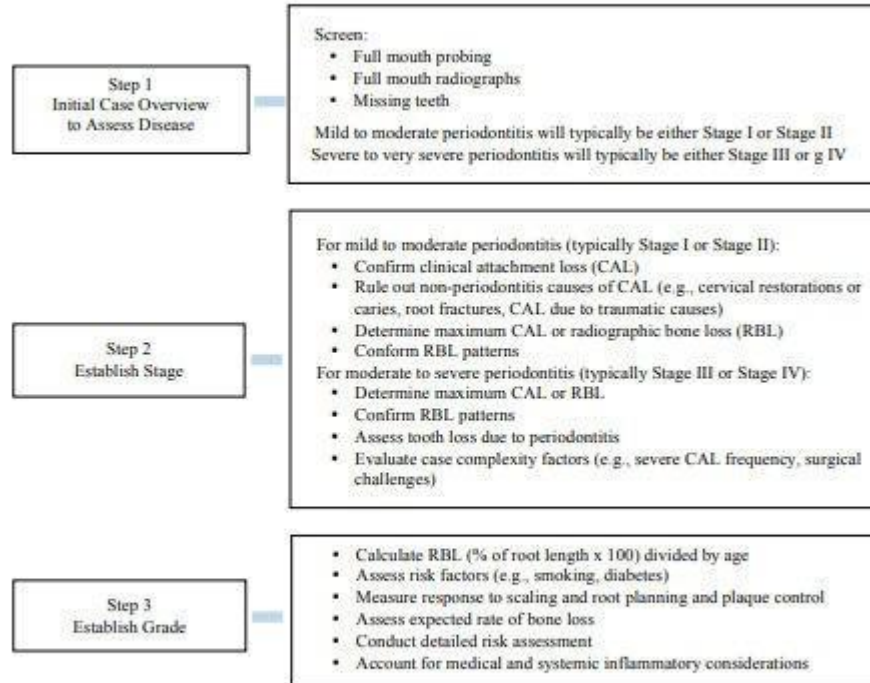 Step 1
Initial Case Overview
to Assess Disease
Screen:
• Full mouth probing
• Full mouth radiographs
• Missing teeth
Mild to moderate periodontitis will typically be either Stage I or Stage II
Severe to very severe periodontitis will typically be either Stage III or g IV
Step 2
Establish Stage
For mild to moderate periodontitis (typically Stage I or Stage II):
• Confirm clinical attachment loss (CAL)
• Rule out non-periodontitis causes of CAL (e.g., cervical restorations or
caries, root fractures, CAL due to traumatic causes)
• Determine maximum CAL or radiographic bone loss (RBL)
• Conform RBL patterns
For moderate to severe periodontitis (typically Stage III or Stage IV):
• Determine maximum CAL or RBL
• Confirm RBL patterns
• Assess tooth loss due to periodontitis
• Evaluate case complexity factors (e.g., severe CAL frequency, surgical
challenges)
Step 3
Establish Grade
• Calculate RBL (% of root length x 100) divided by age
• Assess risk factors (e.g., smoking, diabetes)
• Measure response to scaling and root planning and plaque control
• Assess expected rate of bone loss
• Conduct detailed risk assessment
• Account for medical and systemic inflammatory considerations